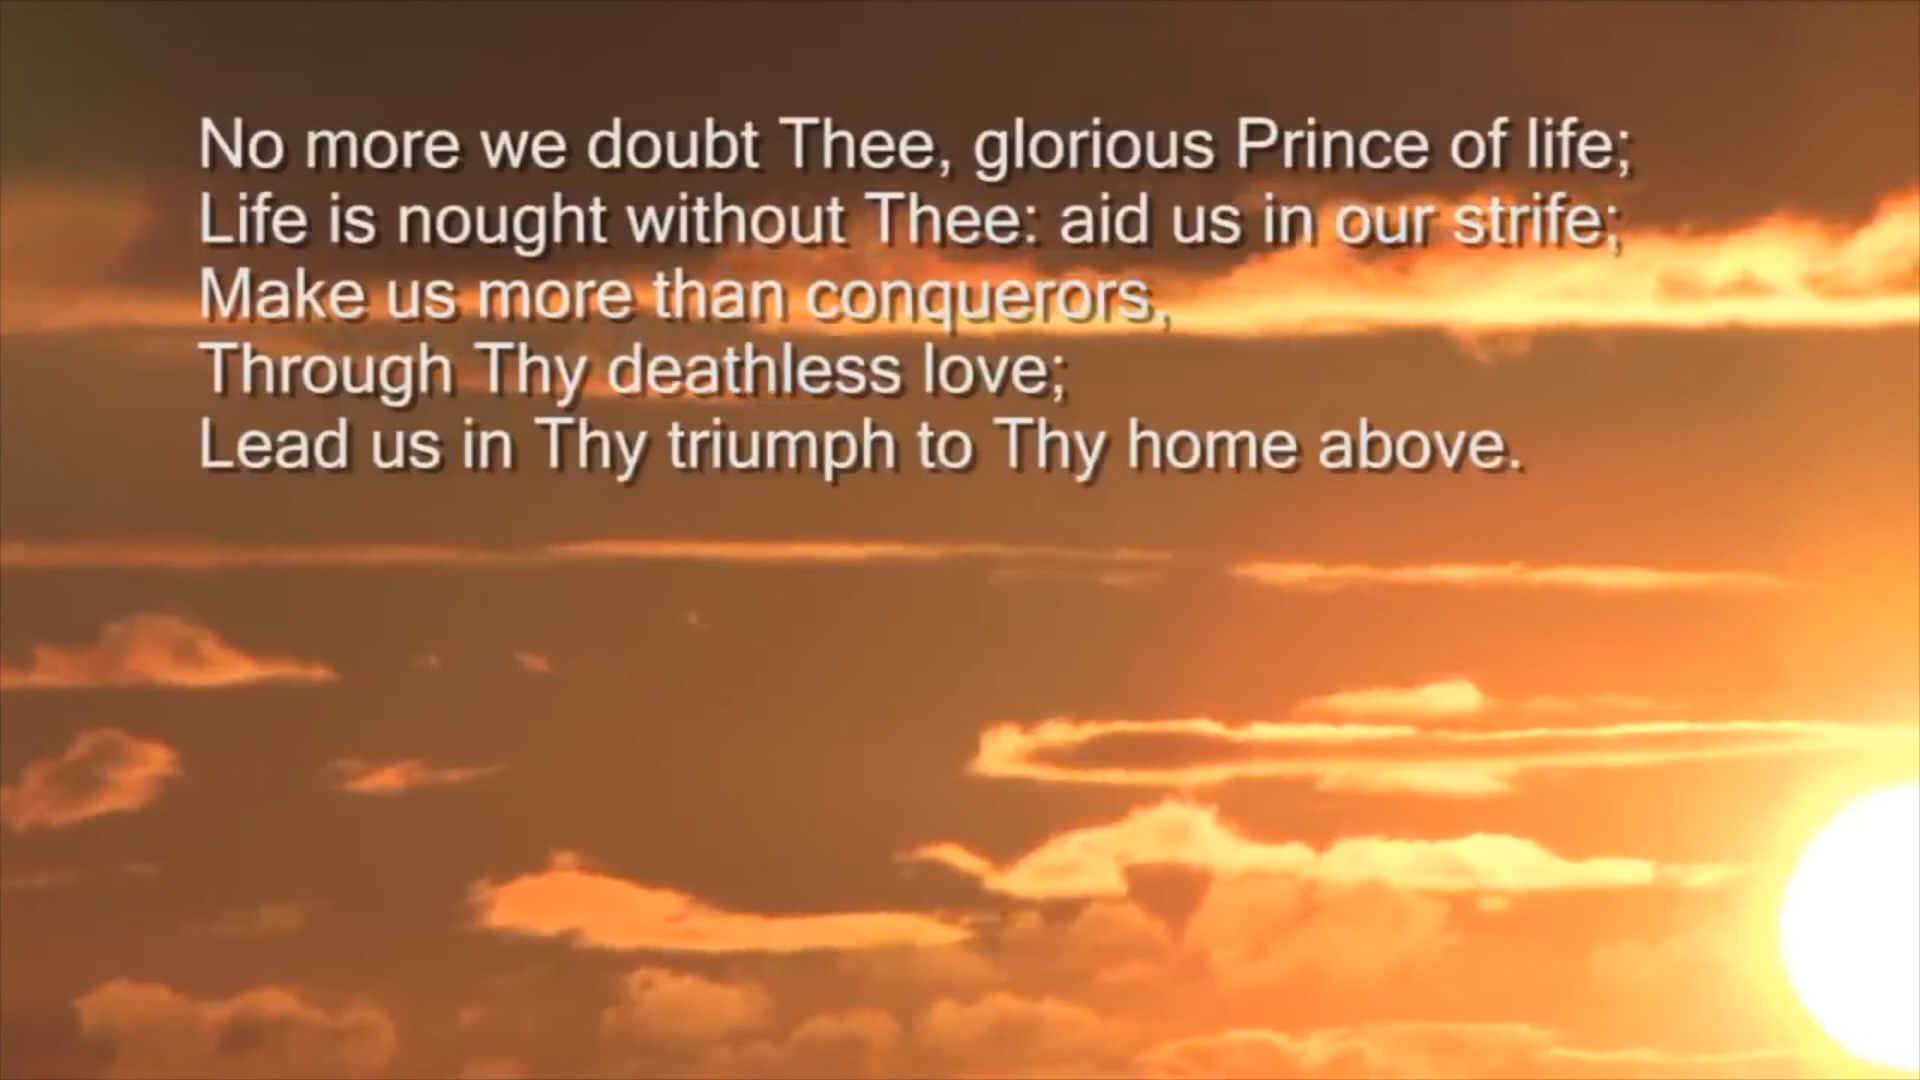 No more we doubt Thee, glorious Prince of life;
Life is nought without Thee: aid us in our strife;
Make us more than conquerors,
Through Thy deathless love;
Lead us in Thy triumph to Thy home above.